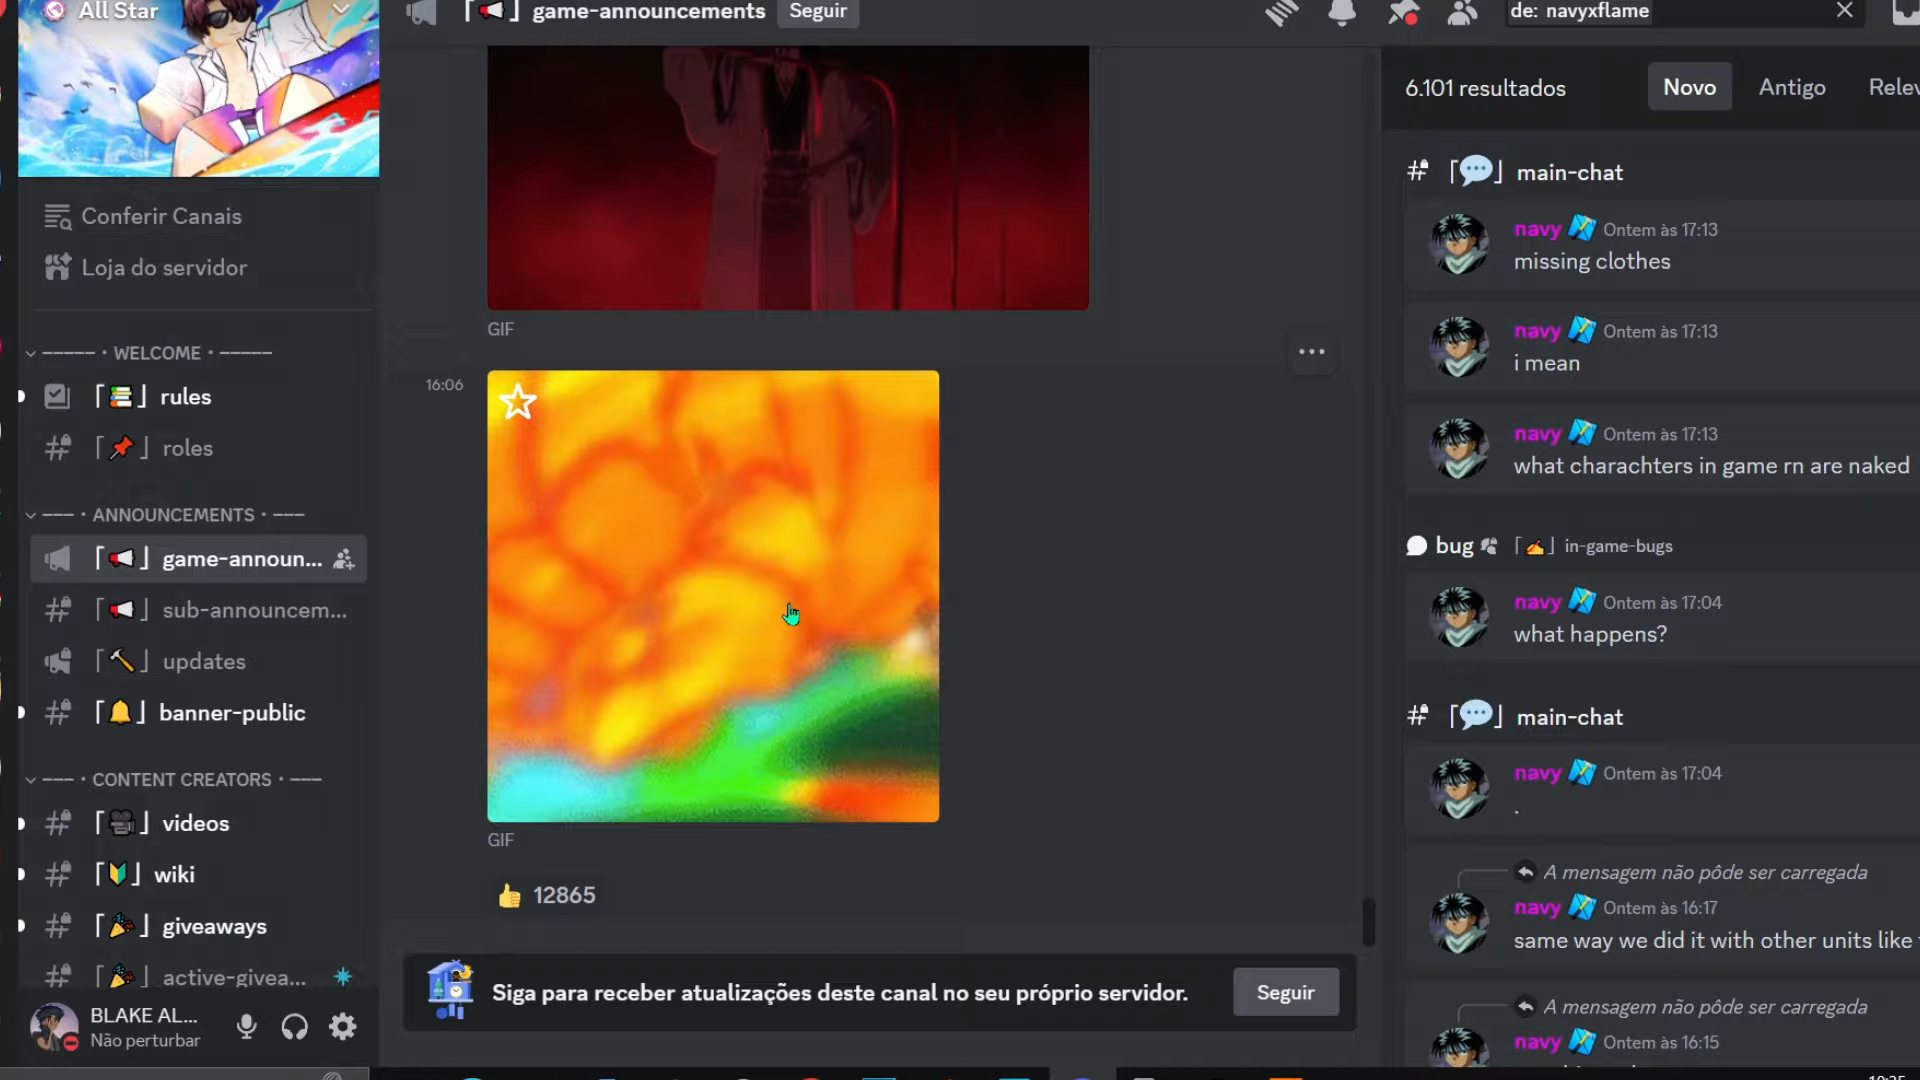 All Star
Conferir Canais
Loja do servidor
----- • WELCOME • -----
rules
roles
--- • ANNOUNCEMENTS • ---
game-announ...
sub-announcem...
updates
banner-public
--- • CONTENT CREATORS • ---
videos
wiki
giveaways
active-givea...
BLAKE AL...
Não perturbar
game-announcements
Seguir
GIF
16:06
GIF
12865
Siga para receber atualizações deste canal no seu próprio servidor.
Seguir
de: navyxflame
6.101 resultados
Novo
Antigo
Relev
main-chat
navy Ontem às 17:13
missing clothes
navy Ontem às 17:13
i mean
navy Ontem às 17:13
what charachters in game rn are naked
bug in-game-bugs
navy Ontem às 17:04
what happens?
main-chat
navy Ontem às 17:04
.
A mensagem não pôde ser carregada
navy Ontem às 16:17
same way we did it with other units like
A mensagem não pôde ser carregada
navy Ontem às 16:15